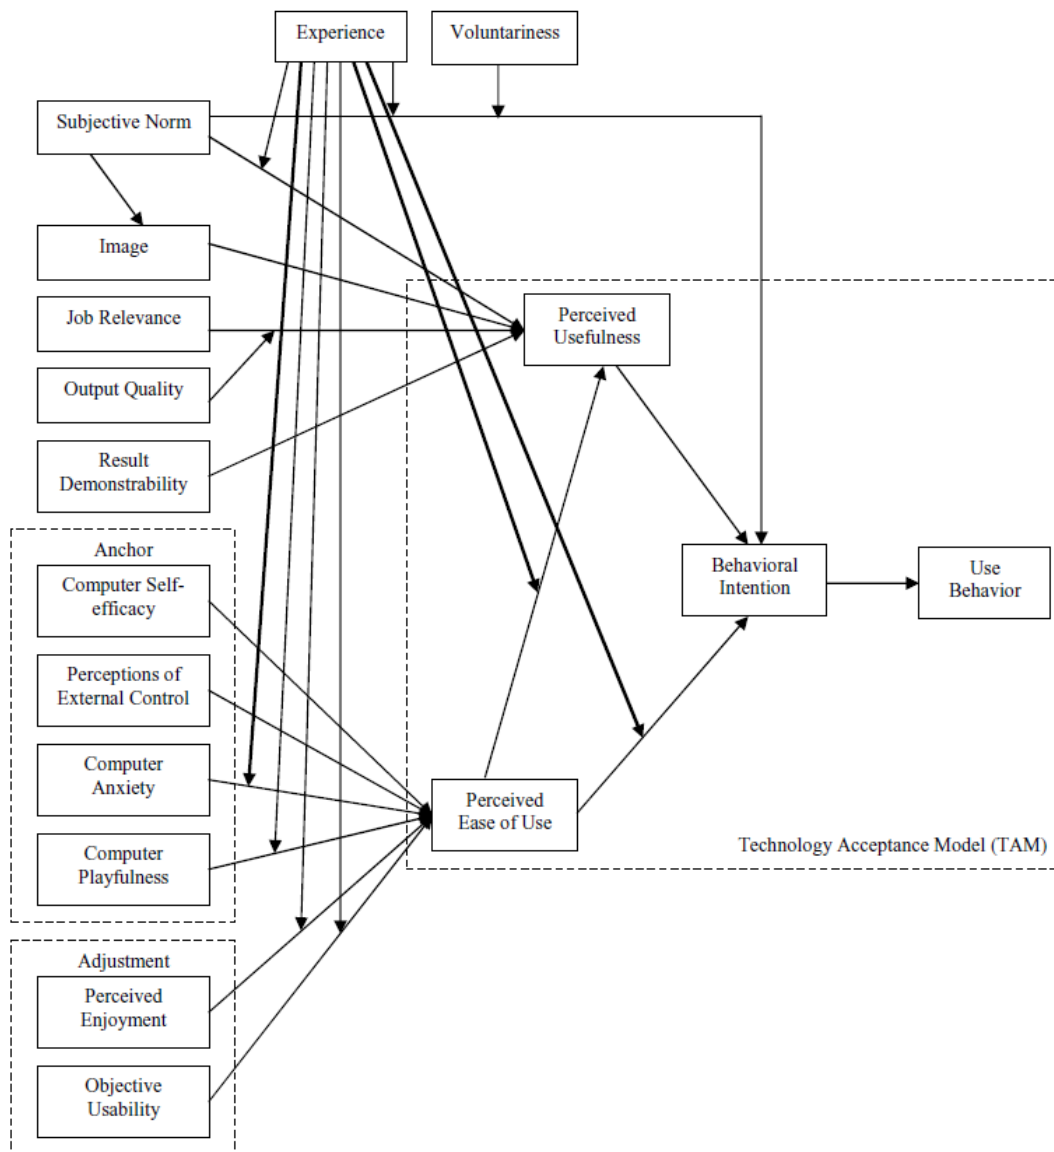 Experience
Voluntariness
Subjective Norm
Image
Job Relevance
Output Quality
Result
Demonstrability
Perceived
Usefulness
Anchor
Computer Self-
efficacy
Perceptions of
External Control
Computer
Anxiety
Computer
Playfulness
Behavioral
Intention
Use
Behavior
Perceived
Ease of Use
Technology Acceptance Model (TAM)
Adjustment
Perceived
Enjoyment
Objective
Usability